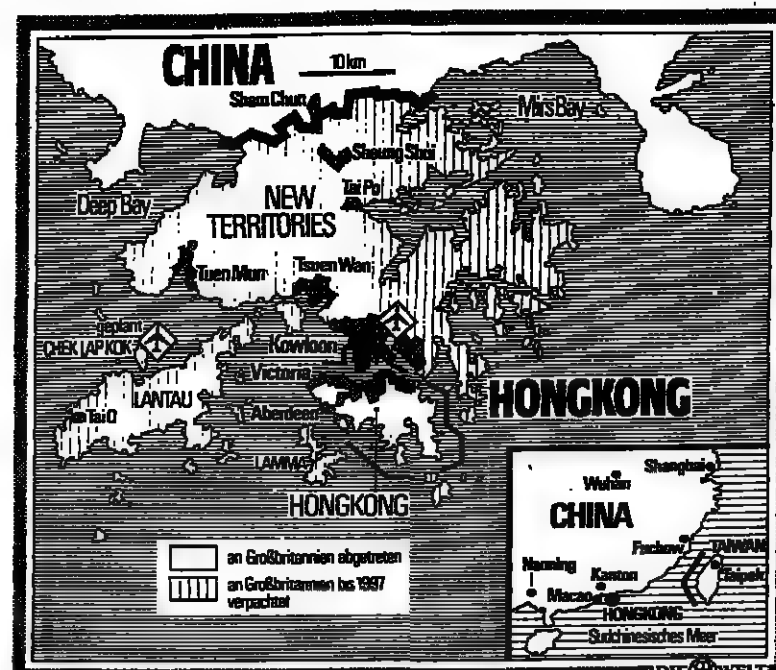 CHINA
10 km
Sham Chun
Mirs Bay
Sheung Shui
Tai Po
Deep Bay
NEW
TERRITORIES
Tuen Mun
Tsuen Wan
geplant
CHEK LAP KOK
Kowloon
Victoria
LANTAU
Tai O
Aberdeen
LAMMA
HONGKONG
HONGKONG
an Großbritannien abgetreten
an Großbritannien bis 1997
verpachtet
Shanghai
Wuhan
CHINA
Futschou
TAIWAN
Taipeh
Nanning
Kanton
Macao
HONGKONG
Südchinesisches Meer